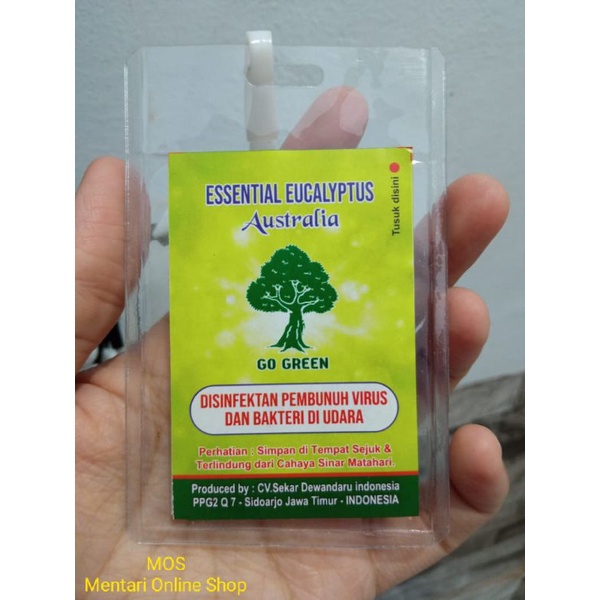 ESSENTIAL EUCALYPTUS
Australia
Tusuk disini
GO GREEN
DISINFEKTAN PEMBUNUH VIRUS
DAN BAKTERI DI UDARA
Perhatian : Simpan di Tempat Sejuk &
Terlindung dari Cahaya Sinar Matahari.
Produced by : CV.Sekar Dewandaru indonesia
PPG2 Q 7 - Sidoarjo Jawa Timur - INDONESIA
MOS
Mentari Online Shop